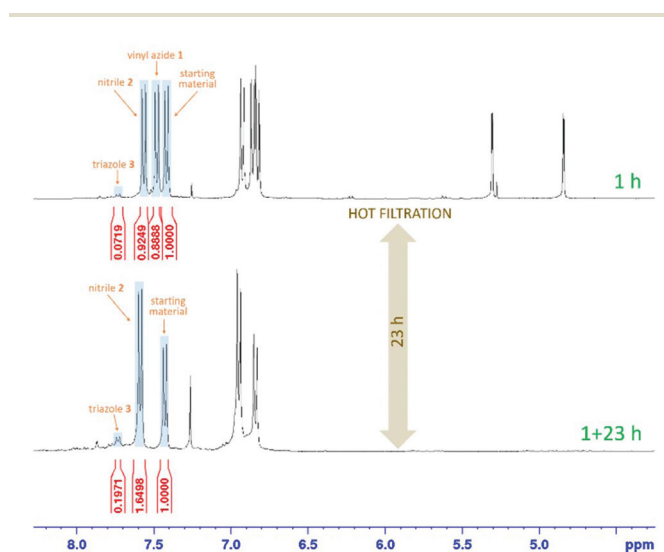 vinyl azide 1
nitrile 2
starting
material
triazole 3
1 h
0.0719
0.9249
0.8888
1.0000
HOT FILTRATION
23 h
nitrile 2
starting
material
triazole 3
1+23 h
0.1971
1.6498
1.0000
8.0 7.5 7.0 6.5 6.0 5.5 5.0 ppm